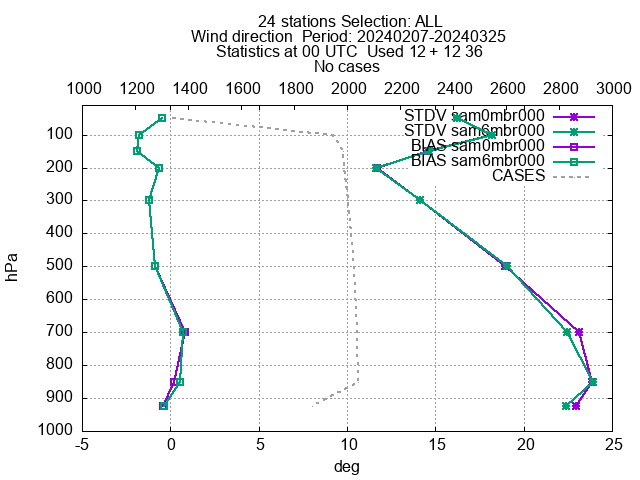 24 stations Selection: ALL
Wind direction  Period: 20240207-20240325
Statistics at 00 UTC  Used 12 + 12 36
No cases
1000 1200 1400 1600 1800 2000 2200 2400 2600 2800 3000
STDV sam0mbr000
STDV sam6mbr000
BIAS sam0mbr000
BIAS sam6mbr000
CASES
100
200
300
400
500
600
700
800
900
1000
hPa
-5 0 5 10 15 20 25
deg